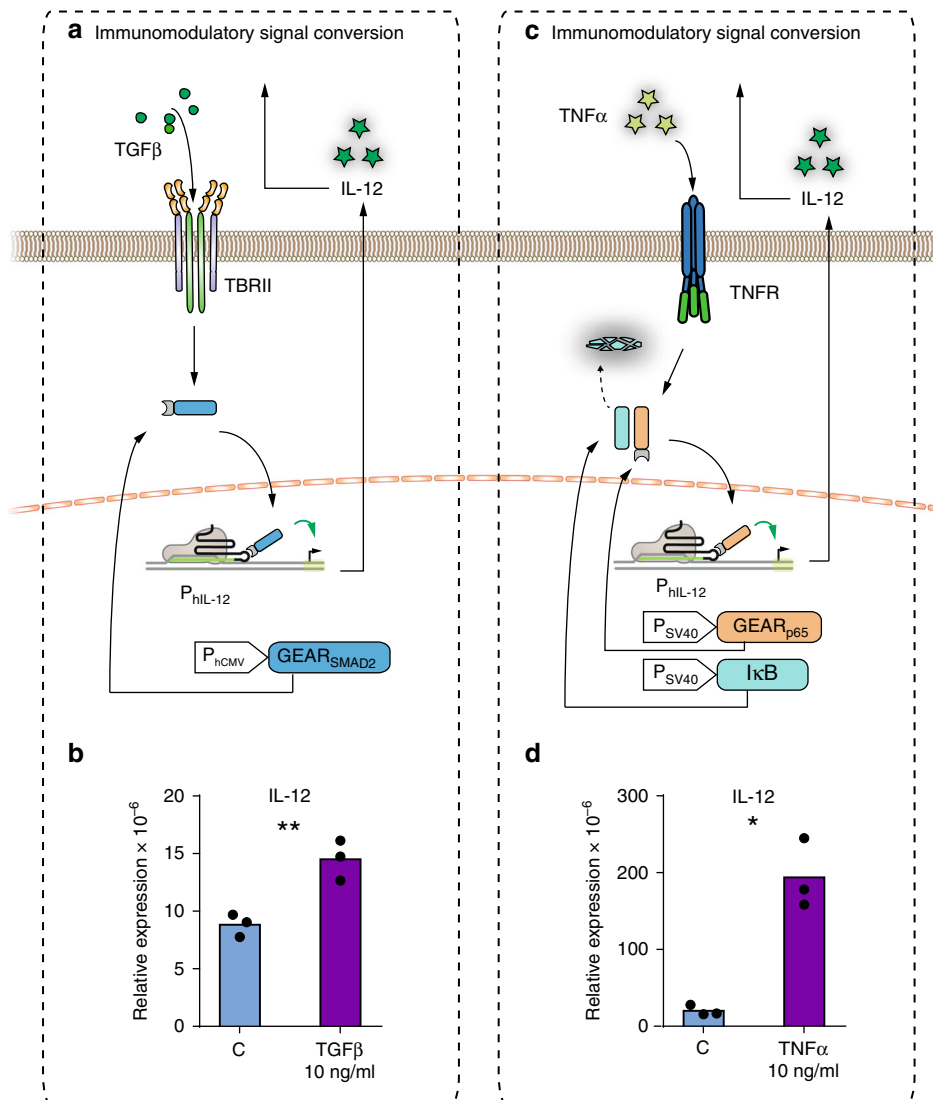 a Immunomodulatory signal conversion
TGFβ
IL-12
TBRII
PhIL-12
PhCMV
GEARSMAD2
b
IL-12
**
Relative expression × 10⁻⁶
20
15
10
5
0
C
TGFβ
10 ng/ml
c Immunomodulatory signal conversion
TNFα
IL-12
TNFR
PhIL-12
PSV40
GEARp65
PSV40
IκB
d
IL-12
*
Relative expression × 10⁻⁶
300
200
100
0
C
TNFα
10 ng/ml